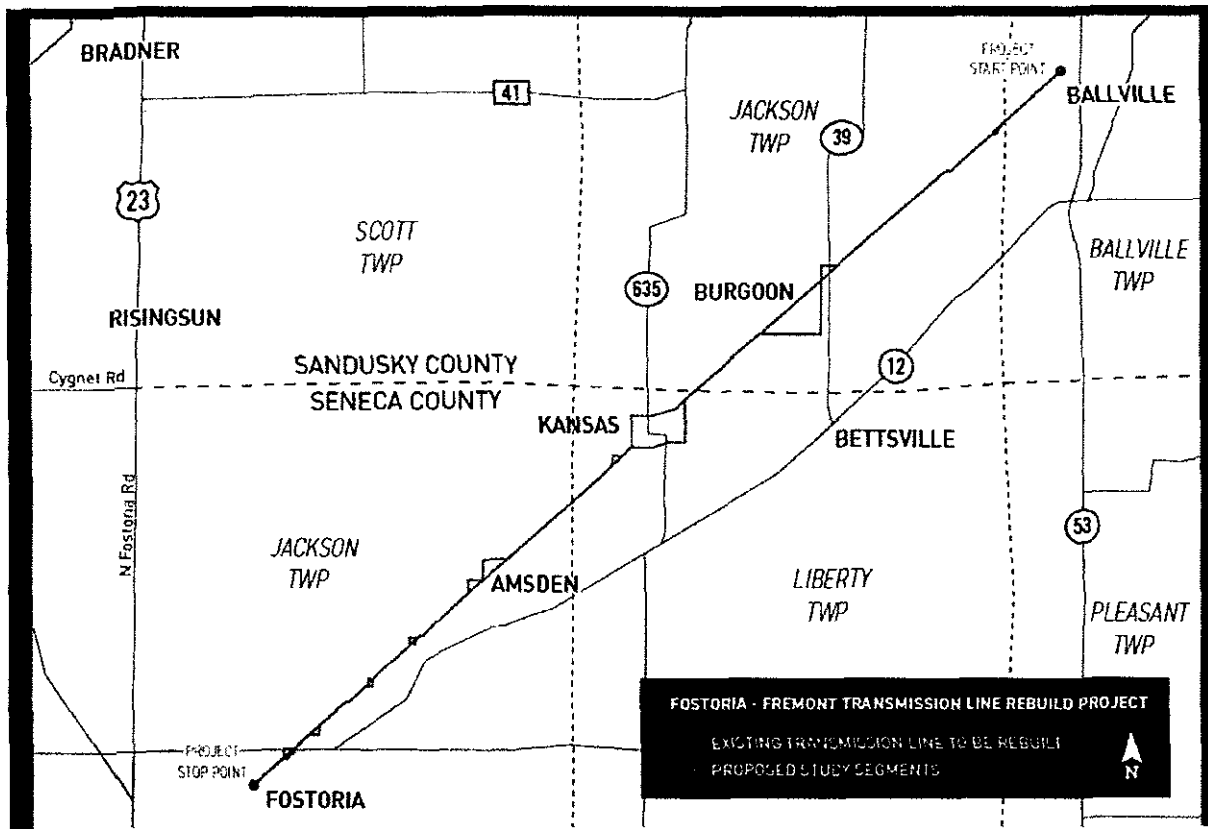 BRADNER
PROJECT
START POINT
BALLVILLE
41
JACKSON
TWP
39
23
SCOTT
TWP
BALLVILLE
TWP
635
BURGOON
RISINGSUN
12
SANDUSKY COUNTY
Cygnet Rd
SENECA COUNTY
KANSAS
BETTSVILLE
N Fostoria Rd
53
JACKSON
TWP
AMSDEN
LIBERTY
TWP
PLEASANT
TWP
FOSTORIA - FREMONT TRANSMISSION LINE REBUILD PROJECT
EXISTING TRANSMISSION LINE TO BE REBUILT
PROPOSED STUDY SEGMENTS
N
PROJECT
STOP POINT
FOSTORIA